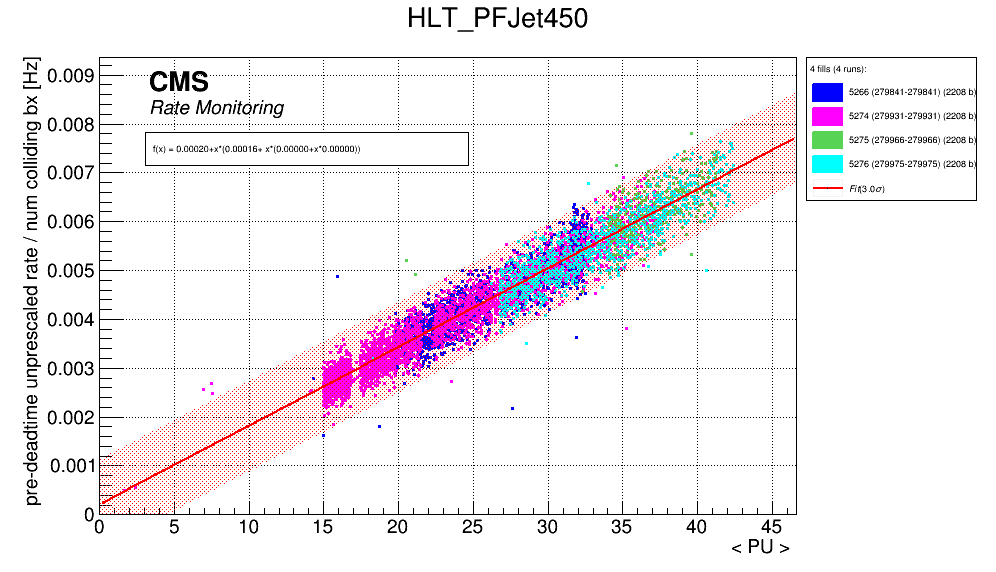 HLT_PFJet450
pre-deadtime unprescaled rate / num colliding bx [Hz]
0.009
0.008
0.007
0.006
0.005
0.004
0.003
0.002
0.001
0
CMS
Rate Monitoring
f(x) = 0.00020+x*(0.00016+ x*(0.00000+x*0.00000))
0 5 10 15 20 25 30 35 40 45
< PU >
4 fills (4 runs):
5266 (279841-279841) (2208 b)
5274 (279931-279931) (2208 b)
5275 (279966-279966) (2208 b)
5276 (279975-279975) (2208 b)
Fit(3.0σ)